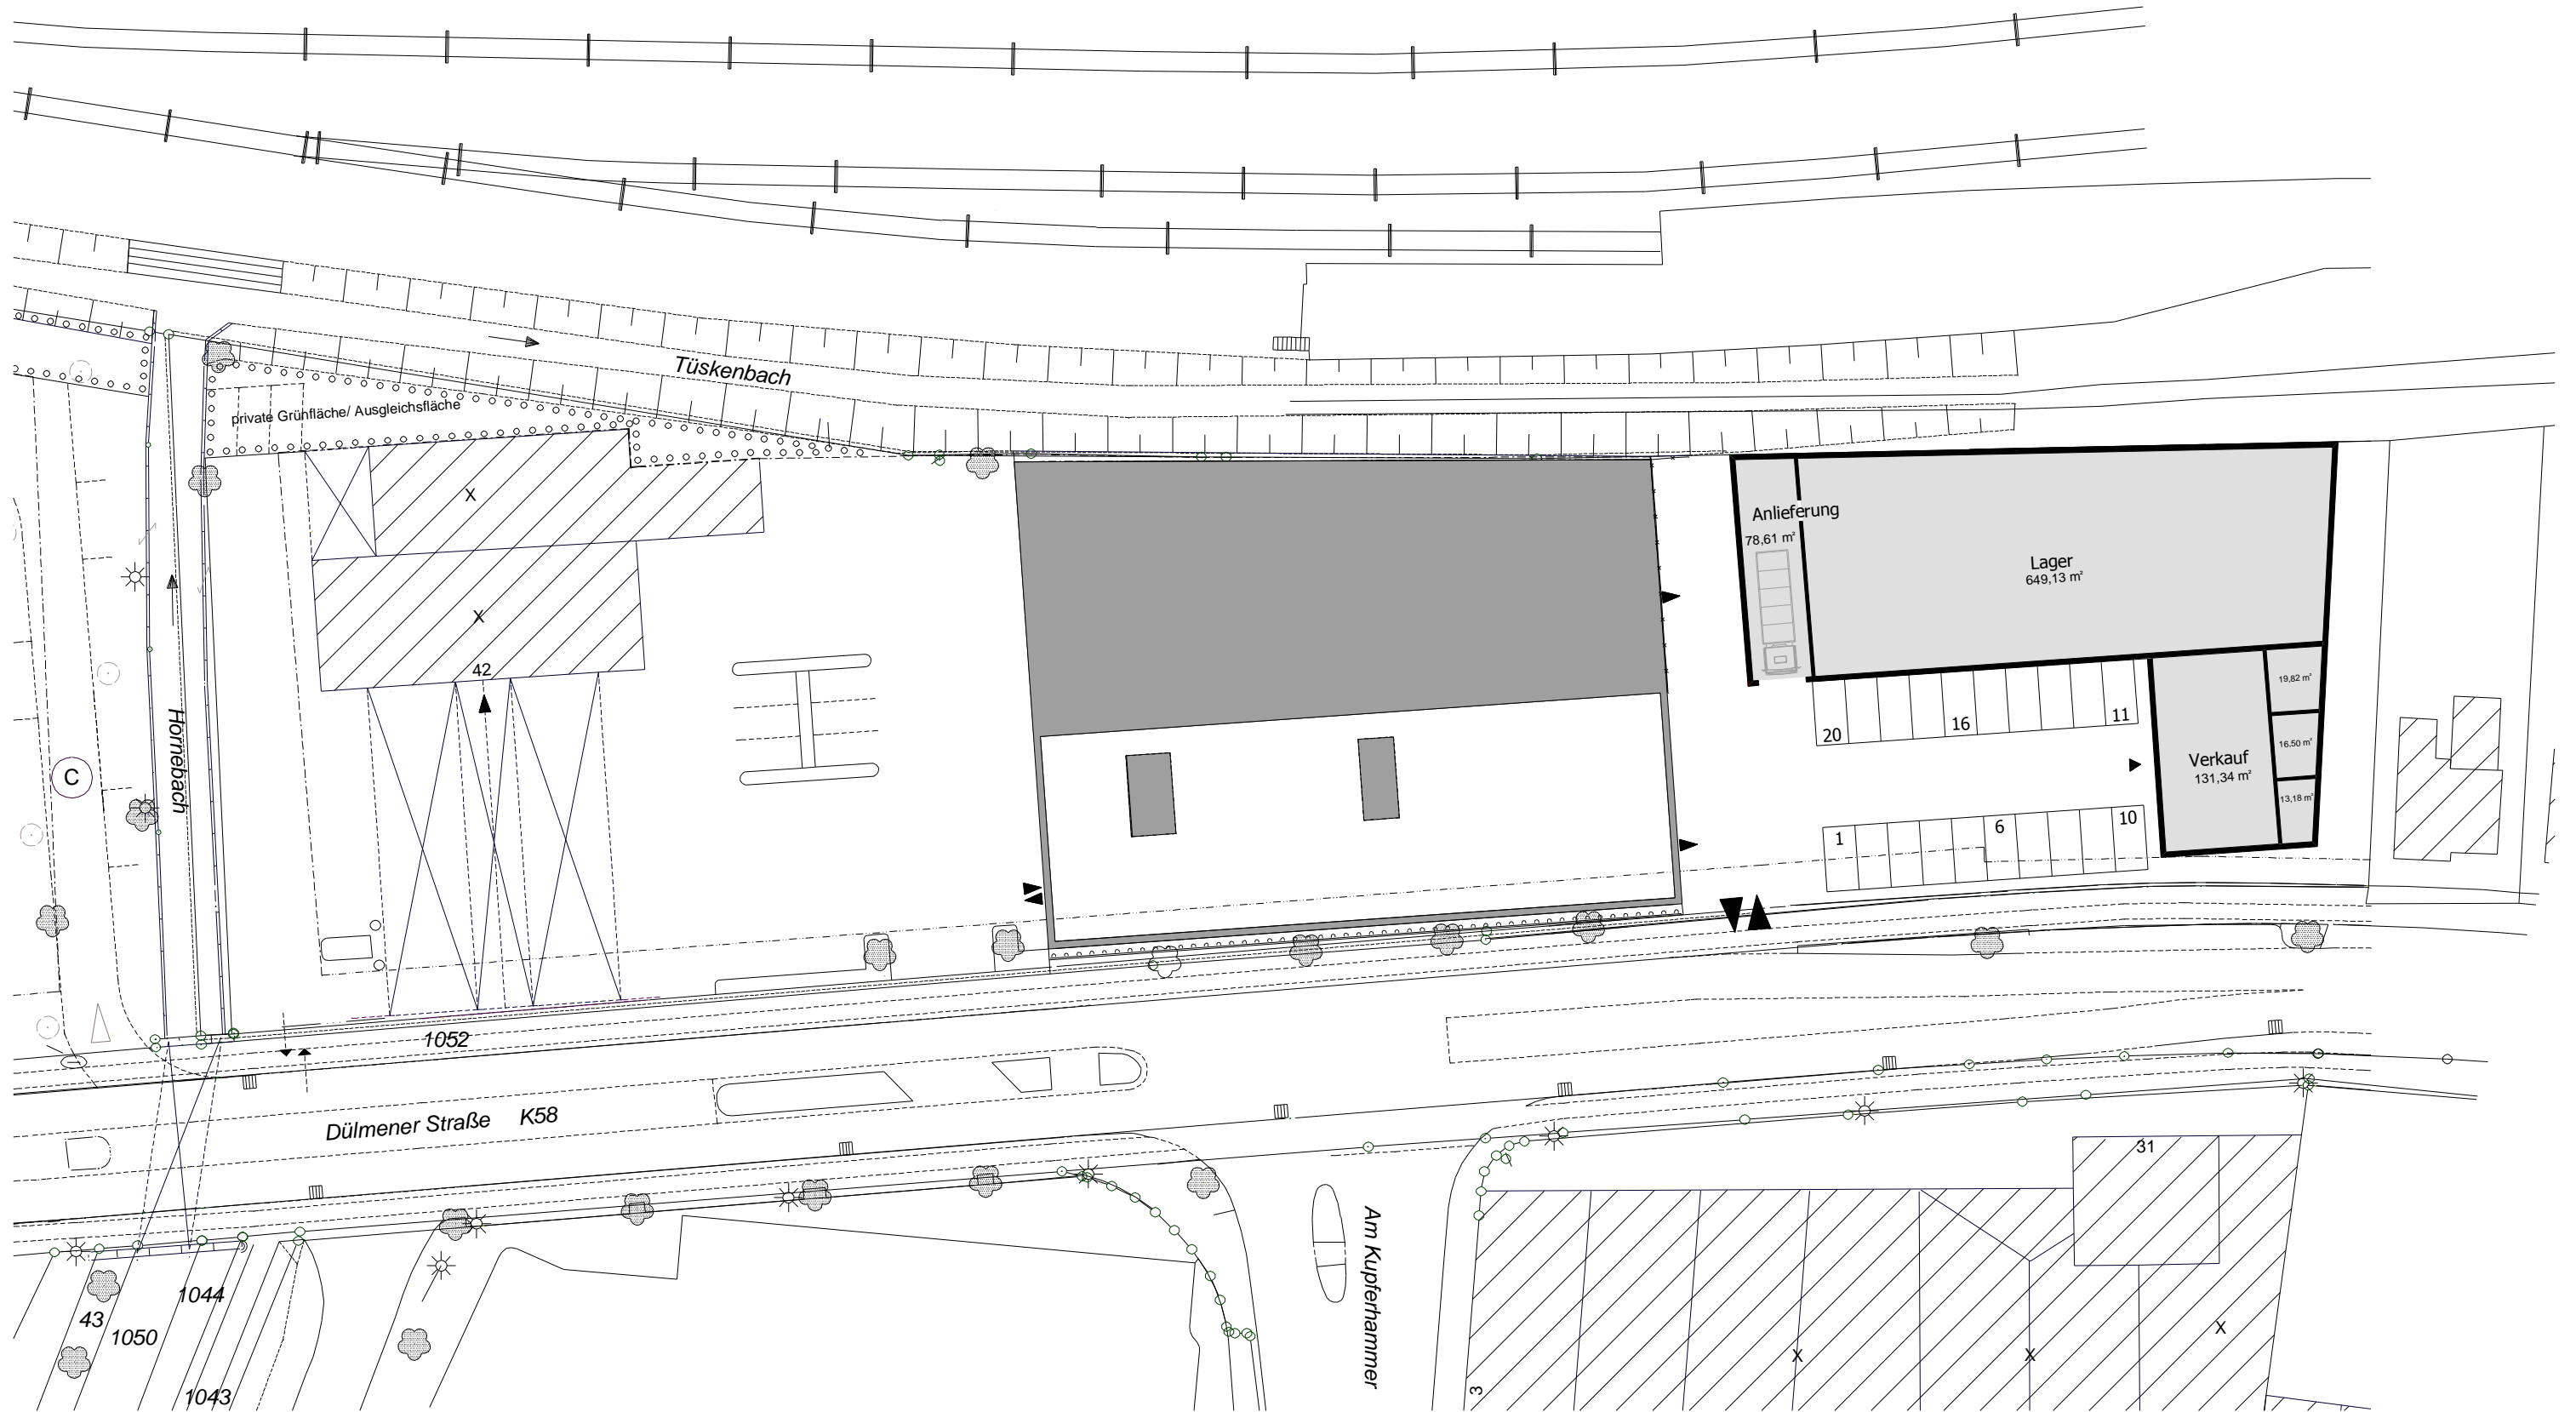 Tüskenbach
private Grünfläche/ Ausgleichsfläche
X
X
42
Hornebach
C
Anlieferung
78,61 m²
Lager
649,13 m²
19,82 m²
16,50 m²
13,18 m²
Verkauf
131,34 m²
20
16
11
1
6
10
1052
Dülmener Straße K58
Am Kupferhammer
31
X
X
X
3
1044
43
1050
1043